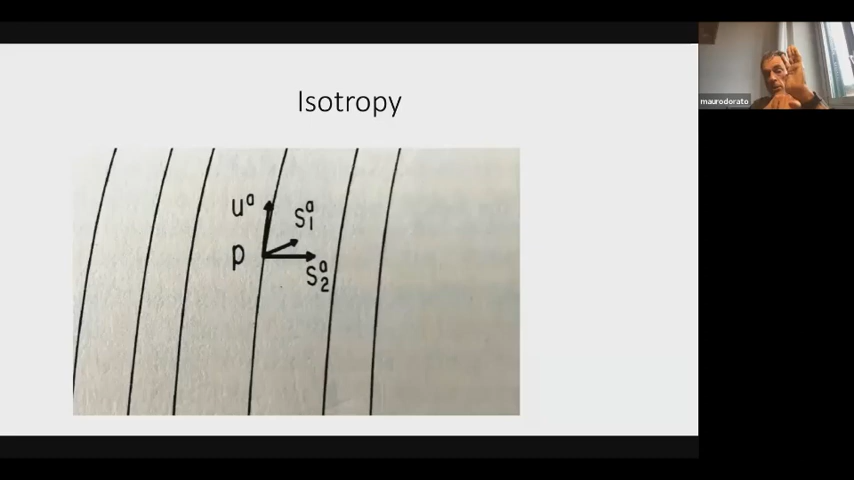 Isotropy
uᵃ
S₁ᵃ
p
S₂ᵃ
maurodorato